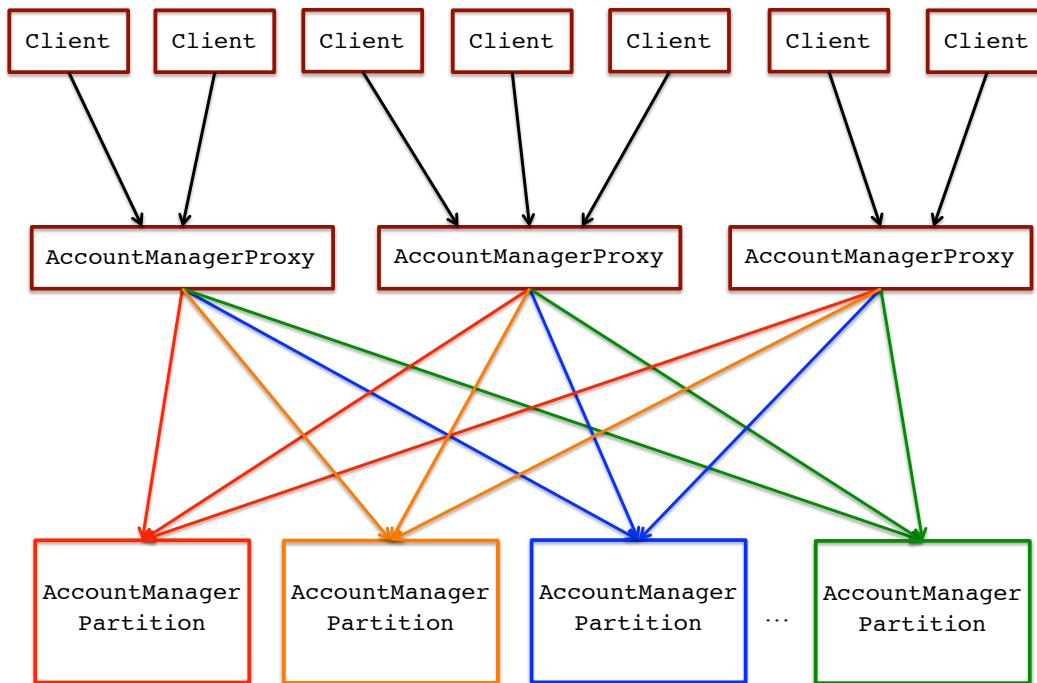 Client
Client
Client
Client
Client
Client
Client
AccountManagerProxy
AccountManagerProxy
AccountManagerProxy
AccountManager
Partition
AccountManager
Partition
AccountManager
Partition
...
AccountManager
Partition